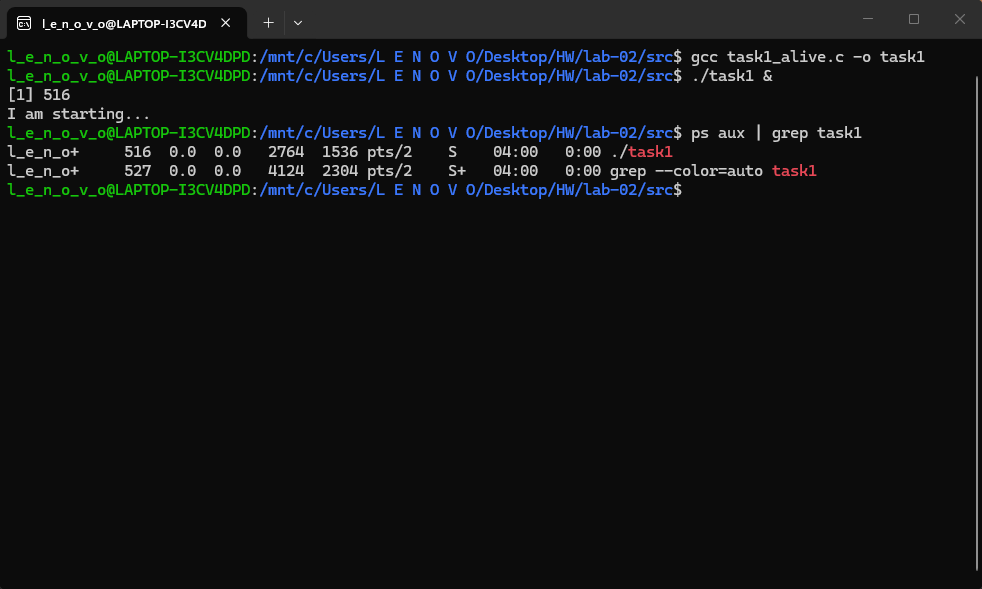 l_e_n_o_v_o@LAPTOP-I3CV4D
l_e_n_o_v_o@LAPTOP-I3CV4DPD:/mnt/c/Users/L E N O V O/Desktop/HW/lab-02/src$ gcc task1_alive.c -o task1
l_e_n_o_v_o@LAPTOP-I3CV4DPD:/mnt/c/Users/L E N O V O/Desktop/HW/lab-02/src$ ./task1 &
[1] 516
I am starting...
l_e_n_o_v_o@LAPTOP-I3CV4DPD:/mnt/c/Users/L E N O V O/Desktop/HW/lab-02/src$ ps aux | grep task1
l_e_n_o+     516  0.0  0.0   2764  1536 pts/2    S    04:00   0:00 ./task1
l_e_n_o+     527  0.0  0.0   4124  2304 pts/2    S+   04:00   0:00 grep --color=auto task1
l_e_n_o_v_o@LAPTOP-I3CV4DPD:/mnt/c/Users/L E N O V O/Desktop/HW/lab-02/src$